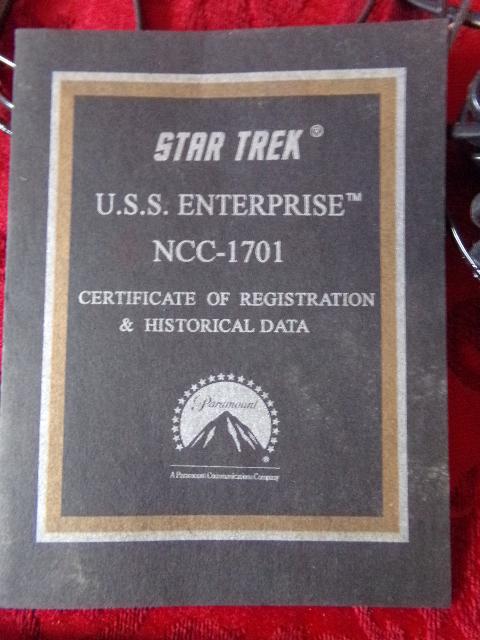 STAR TREK ®
U.S.S. ENTERPRISE™
NCC-1701
CERTIFICATE OF REGISTRATION
& HISTORICAL DATA
Paramount
®
A Paramount Communications Company